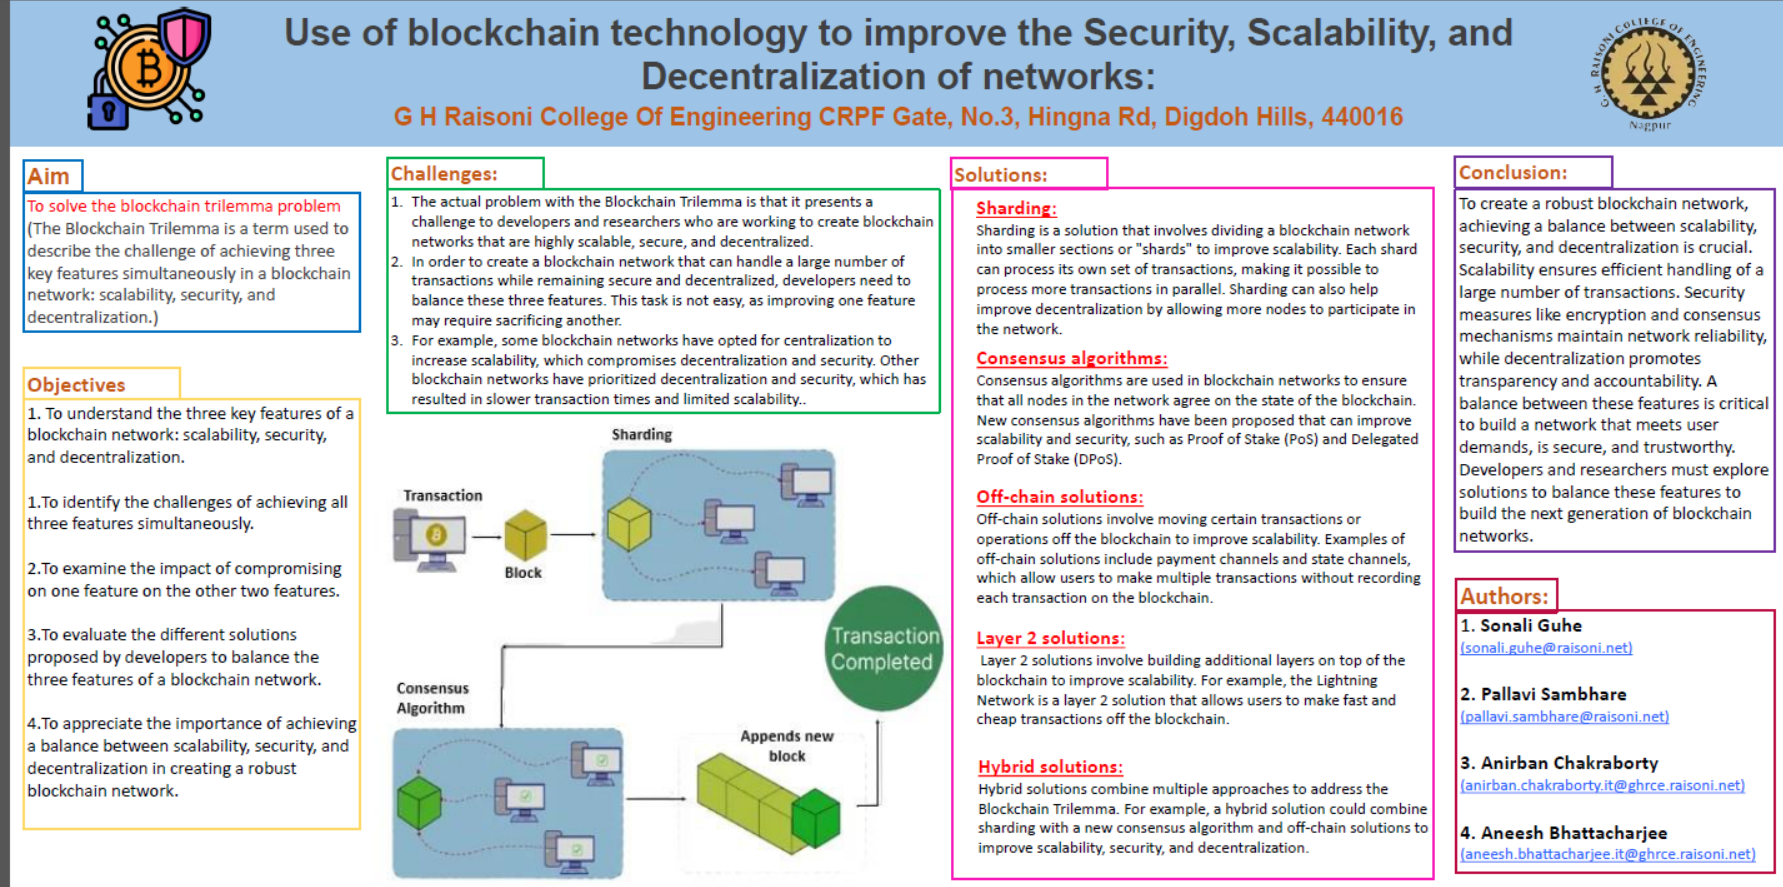 Use of blockchain technology to improve the Security, Scalability, and
Decentralization of networks:
G H Raisoni College Of Engineering CRPF Gate, No.3, Hingna Rd, Digdoh Hills, 440016
G. H. RAISONI COLLEGE OF ENGINEERING
Nagpur
Aim
To solve the blockchain trilemma problem
(The Blockchain Trilemma is a term used to
describe the challenge of achieving three
key features simultaneously in a blockchain
network: scalability, security, and
decentralization.)
Objectives
1. To understand the three key features of a
blockchain network: scalability, security,
and decentralization.
1.To identify the challenges of achieving all
three features simultaneously.
2.To examine the impact of compromising
on one feature on the other two features.
3.To evaluate the different solutions
proposed by developers to balance the
three features of a blockchain network.
4.To appreciate the importance of achieving
a balance between scalability, security, and
decentralization in creating a robust
blockchain network.
Challenges:
1. The actual problem with the Blockchain Trilemma is that it presents a
challenge to developers and researchers who are working to create blockchain
networks that are highly scalable, secure, and decentralized.
2. In order to create a blockchain network that can handle a large number of
transactions while remaining secure and decentralized, developers need to
balance these three features. This task is not easy, as improving one feature
may require sacrificing another.
3. For example, some blockchain networks have opted for centralization to
increase scalability, which compromises decentralization and security. Other
blockchain networks have prioritized decentralization and security, which has
resulted in slower transaction times and limited scalability..
Sharding
Transaction
Block
Transaction
Completed
Consensus
Algorithm
Appends new
block
Solutions:
Sharding:
Sharding is a solution that involves dividing a blockchain network
into smaller sections or "shards" to improve scalability. Each shard
can process its own set of transactions, making it possible to
process more transactions in parallel. Sharding can also help
improve decentralization by allowing more nodes to participate in
the network.
Consensus algorithms:
Consensus algorithms are used in blockchain networks to ensure
that all nodes in the network agree on the state of the blockchain.
New consensus algorithms have been proposed that can improve
scalability and security, such as Proof of Stake (PoS) and Delegated
Proof of Stake (DPoS).
Off-chain solutions:
Off-chain solutions involve moving certain transactions or
operations off the blockchain to improve scalability. Examples of
off-chain solutions include payment channels and state channels,
which allow users to make multiple transactions without recording
each transaction on the blockchain.
Layer 2 solutions:
Layer 2 solutions involve building additional layers on top of the
blockchain to improve scalability. For example, the Lightning
Network is a layer 2 solution that allows users to make fast and
cheap transactions off the blockchain.
Hybrid solutions:
Hybrid solutions combine multiple approaches to address the
Blockchain Trilemma. For example, a hybrid solution could combine
sharding with a new consensus algorithm and off-chain solutions to
improve scalability, security, and decentralization.
Conclusion:
To create a robust blockchain network,
achieving a balance between scalability,
security, and decentralization is crucial.
Scalability ensures efficient handling of a
large number of transactions. Security
measures like encryption and consensus
mechanisms maintain network reliability,
while decentralization promotes
transparency and accountability. A
balance between these features is critical
to build a network that meets user
demands, is secure, and trustworthy.
Developers and researchers must explore
solutions to balance these features to
build the next generation of blockchain
networks.
Authors:
1. Sonali Guhe
(sonali.guhe@raisoni.net)
2. Pallavi Sambhare
(pallavi.sambhare@raisoni.net)
3. Anirban Chakraborty
(anirban.chakraborty.it@ghrce.raisoni.net)
4. Aneesh Bhattacharjee
(aneesh.bhattacharjee.it@ghrce.raisoni.net)